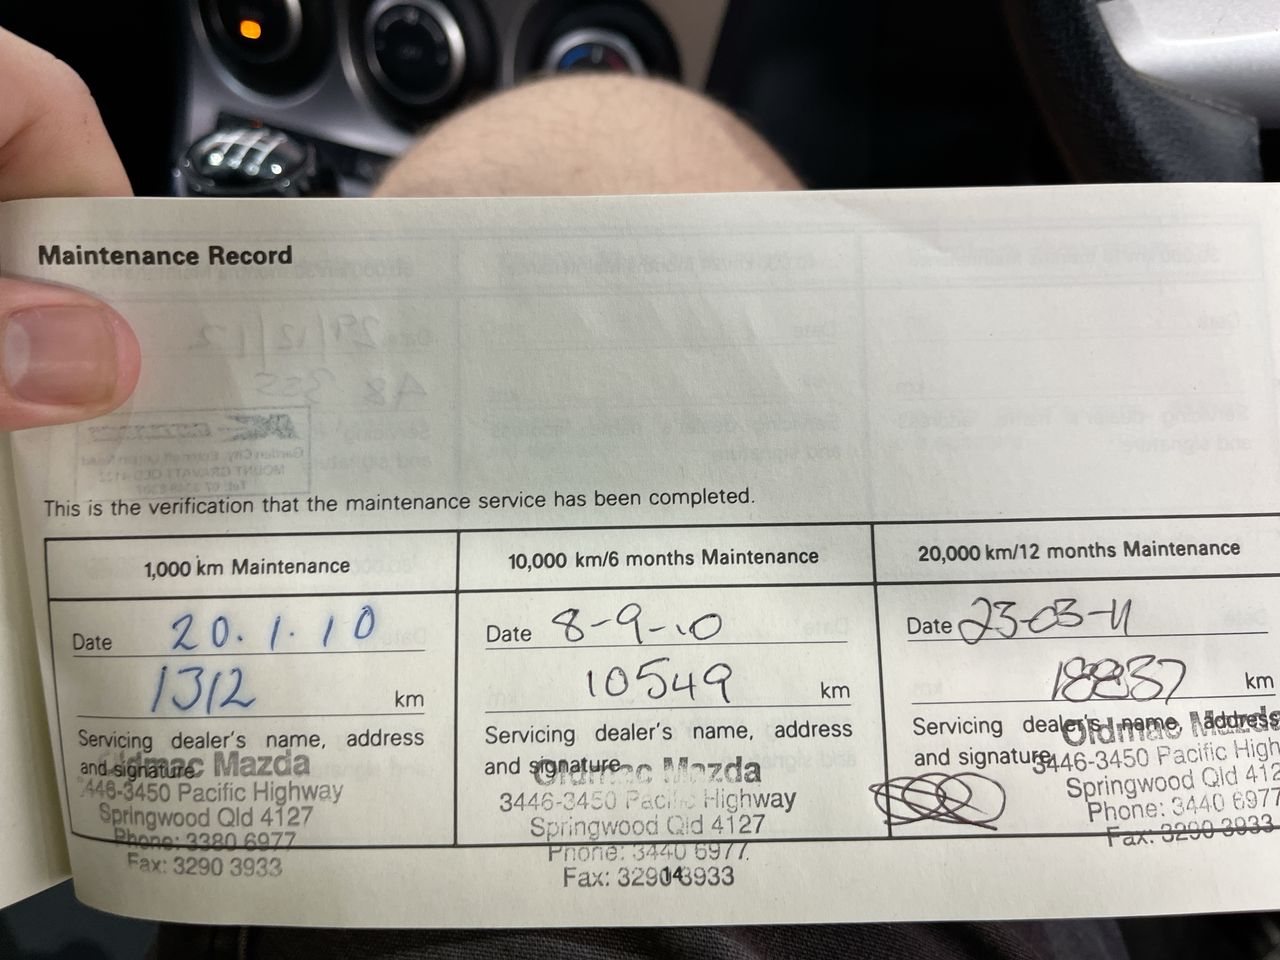 Maintenance Record
This is the verification that the maintenance service has been completed.
1,000 km Maintenance
Date 20.1.10
1312 km
Servicing dealer's name, address
and signature
Oldmac Mazda
446-3450 Pacific Highway
Springwood Qld 4127
Phone: 3380 6977
Fax: 3290 3933
10,000 km/6 months Maintenance
Date 8-9-10
10549 km
Servicing dealer's name, address
and signature
Oldmac Mazda
3446-3450 Pacific Highway
Springwood Qld 4127
Phone: 3440 6977
Fax: 3290 3933
20,000 km/12 months Maintenance
Date 23-03-11
18837 km
Servicing dealer's name, address
and signature
Oldmac Mazda
3446-3450 Pacific High
Springwood Qld 412
Phone: 3440 6977
Fax: 3290 3933
14